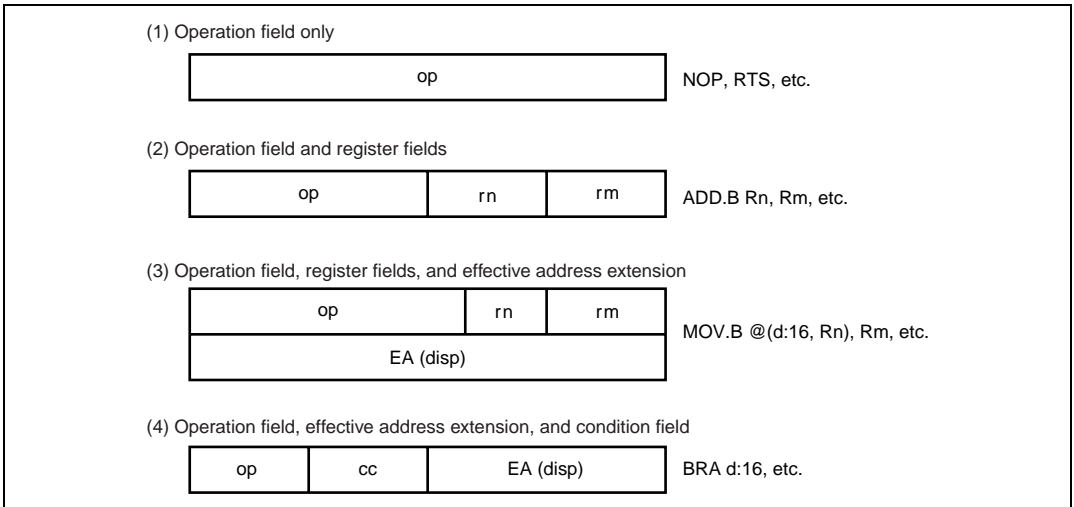 (1) Operation field only
op
NOP, RTS, etc.
(2) Operation field and register fields
op rn rm
ADD.B Rn, Rm, etc.
(3) Operation field, register fields, and effective address extension
op rn rm
MOV.B @(d:16, Rn), Rm, etc.
EA (disp)
(4) Operation field, effective address extension, and condition field
op cc EA (disp)
BRA d:16, etc.